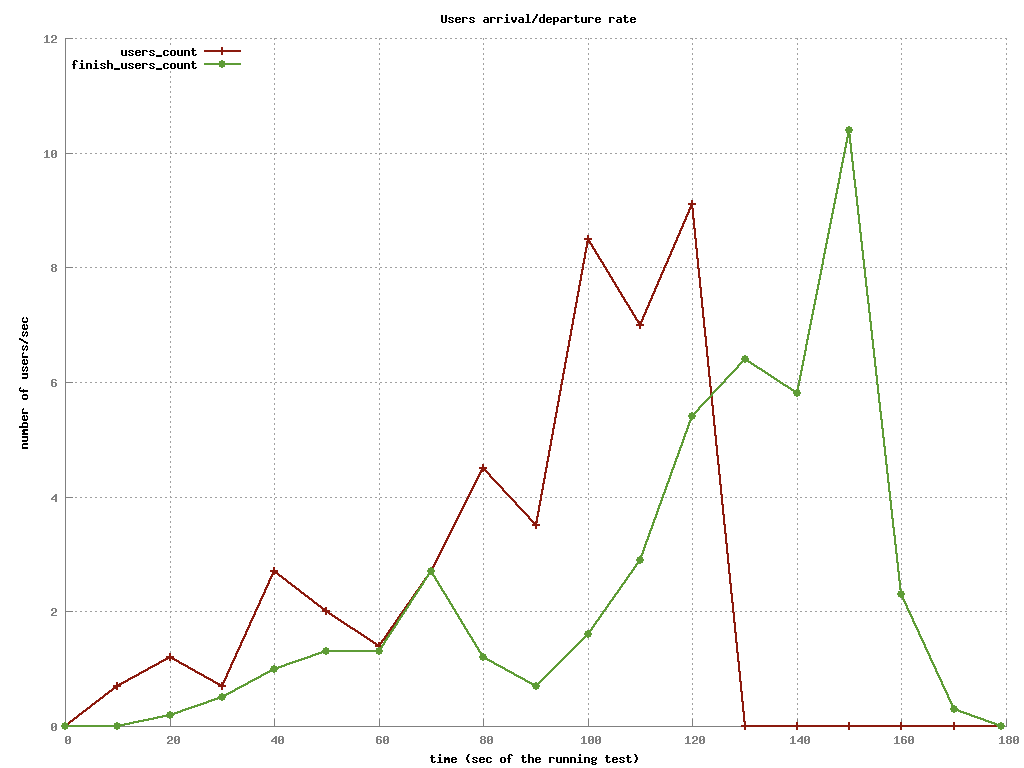 Users arrival/departure rate
users_count
finish_users_count
12
10
8
6
4
2
0
number of users/sec
0 20 40 60 80 100 120 140 160 180
time (sec of the running test)